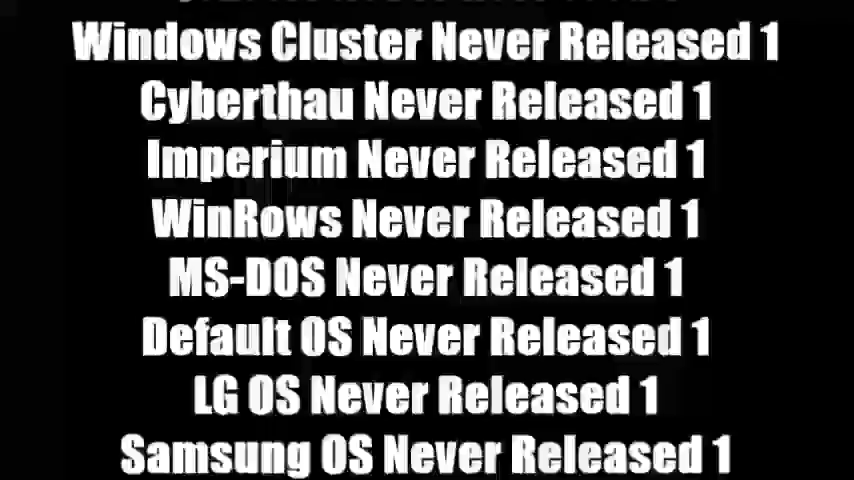 Windows Cluster Never Released 1
Cyberthau Never Released 1
Imperium Never Released 1
WinRows Never Released 1
MS-DOS Never Released 1
Default OS Never Released 1
LG OS Never Released 1
Samsung OS Never Released 1